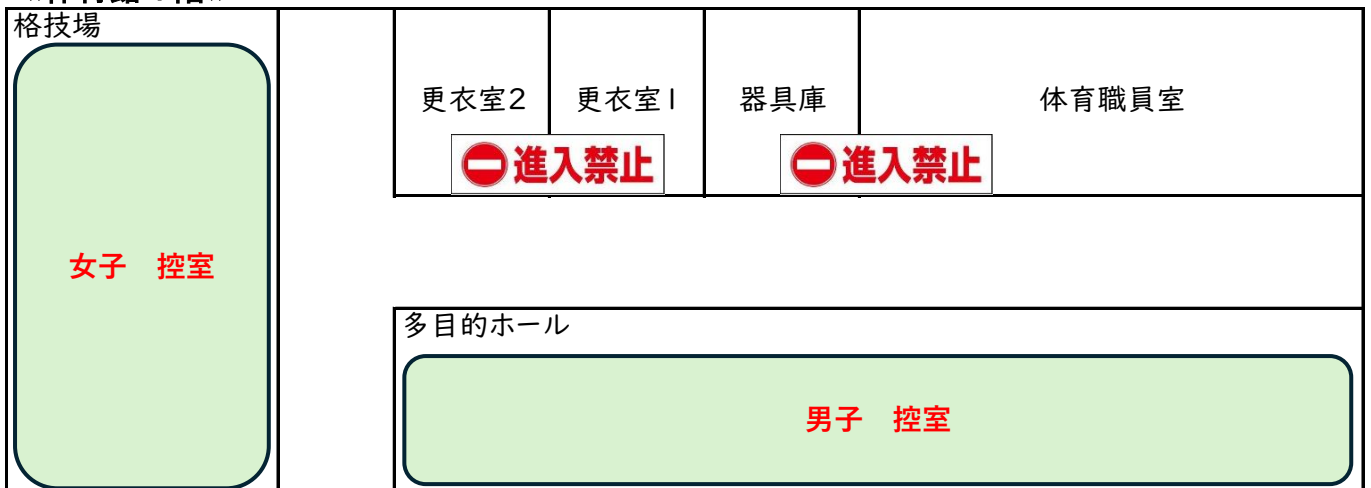 格技場
更衣室2
更衣室1
器具庫
体育職員室
進入禁止
進入禁止
女子　控室
多目的ホール
男子　控室